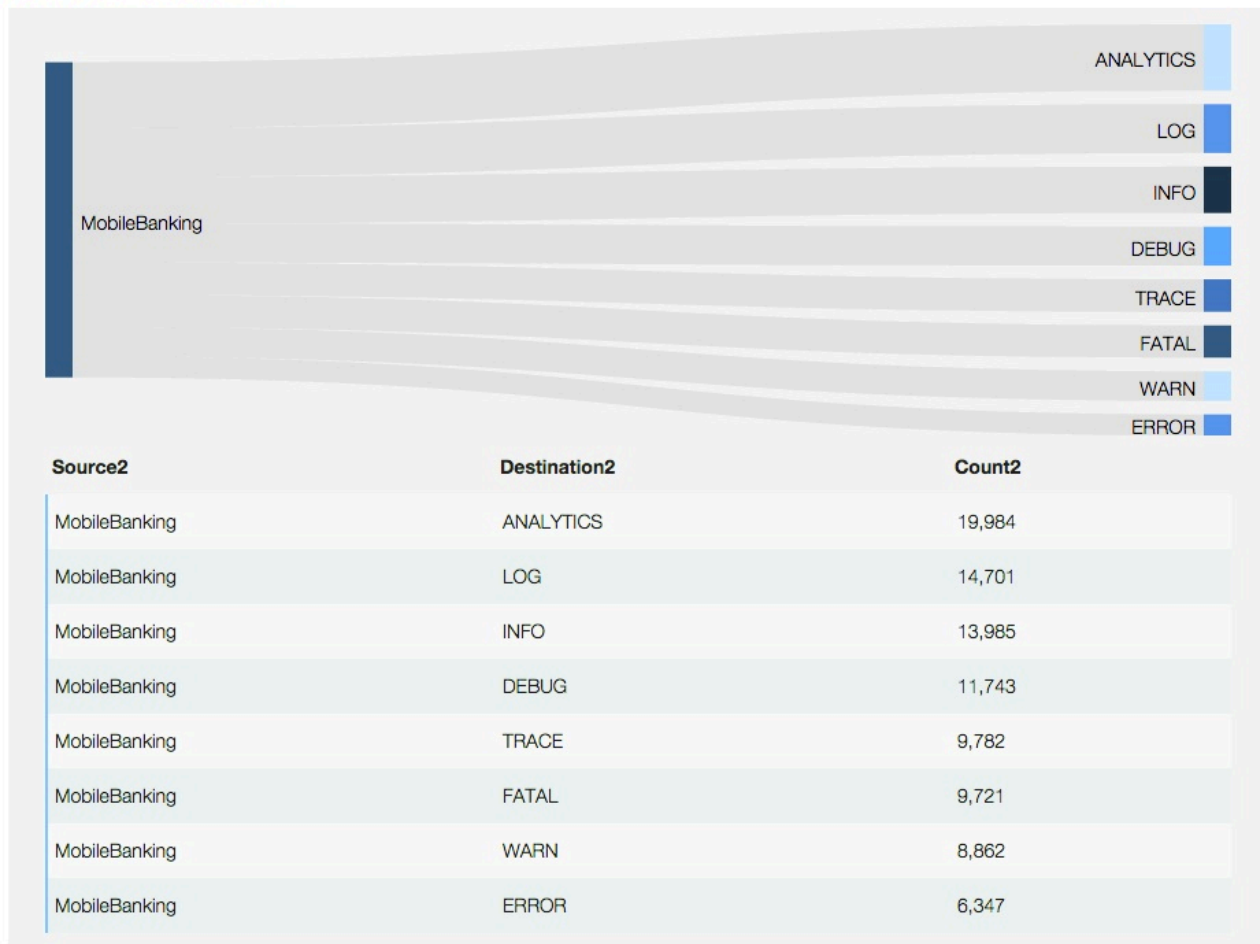 ANALYTICS
LOG
INFO
MobileBanking
DEBUG
TRACE
FATAL
WARN
ERROR
Source2 Destination2 Count2
MobileBanking ANALYTICS 19,984
MobileBanking LOG 14,701
MobileBanking INFO 13,985
MobileBanking DEBUG 11,743
MobileBanking TRACE 9,782
MobileBanking FATAL 9,721
MobileBanking WARN 8,862
MobileBanking ERROR 6,347